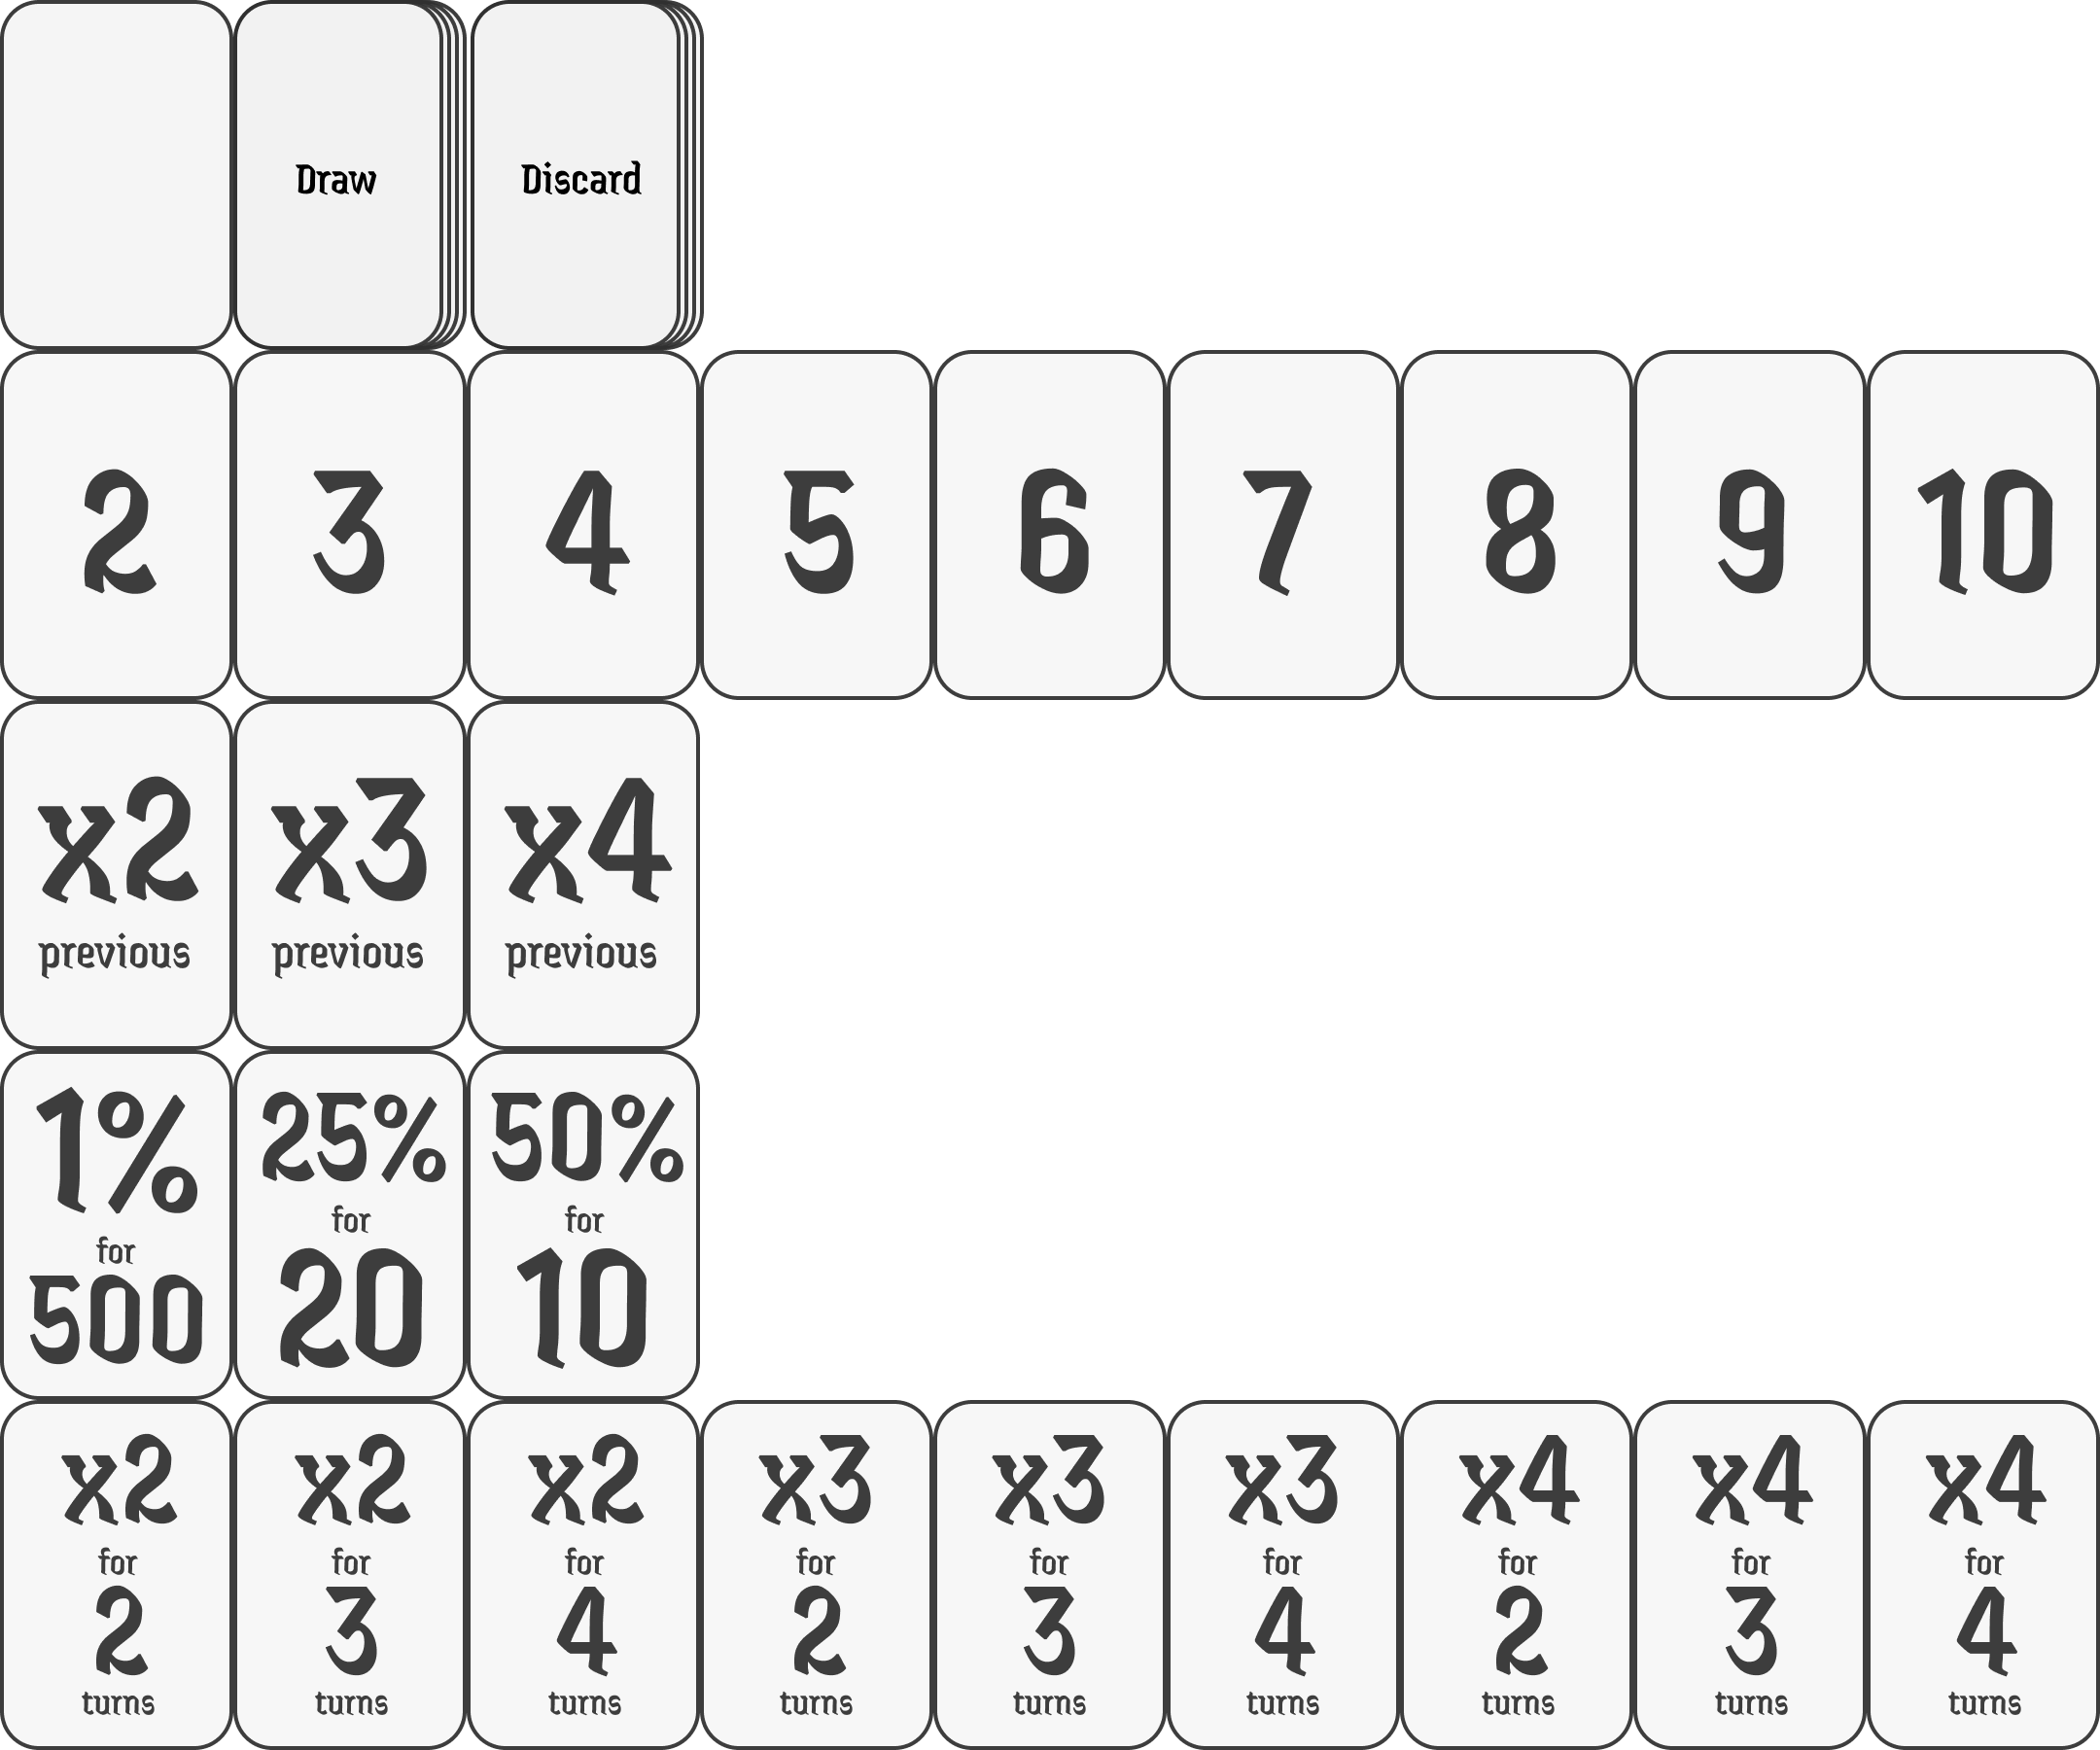 Draw
Discard
2
3
4
5
6
7
8
9
10
x2
previous
x3
previous
x4
previous
1%
for
500
25%
for
20
50%
for
10
x2
for
2
turns
x2
for
3
turns
x2
for
4
turns
x3
for
2
turns
x3
for
3
turns
x3
for
4
turns
x4
for
2
turns
x4
for
3
turns
x4
for
4
turns